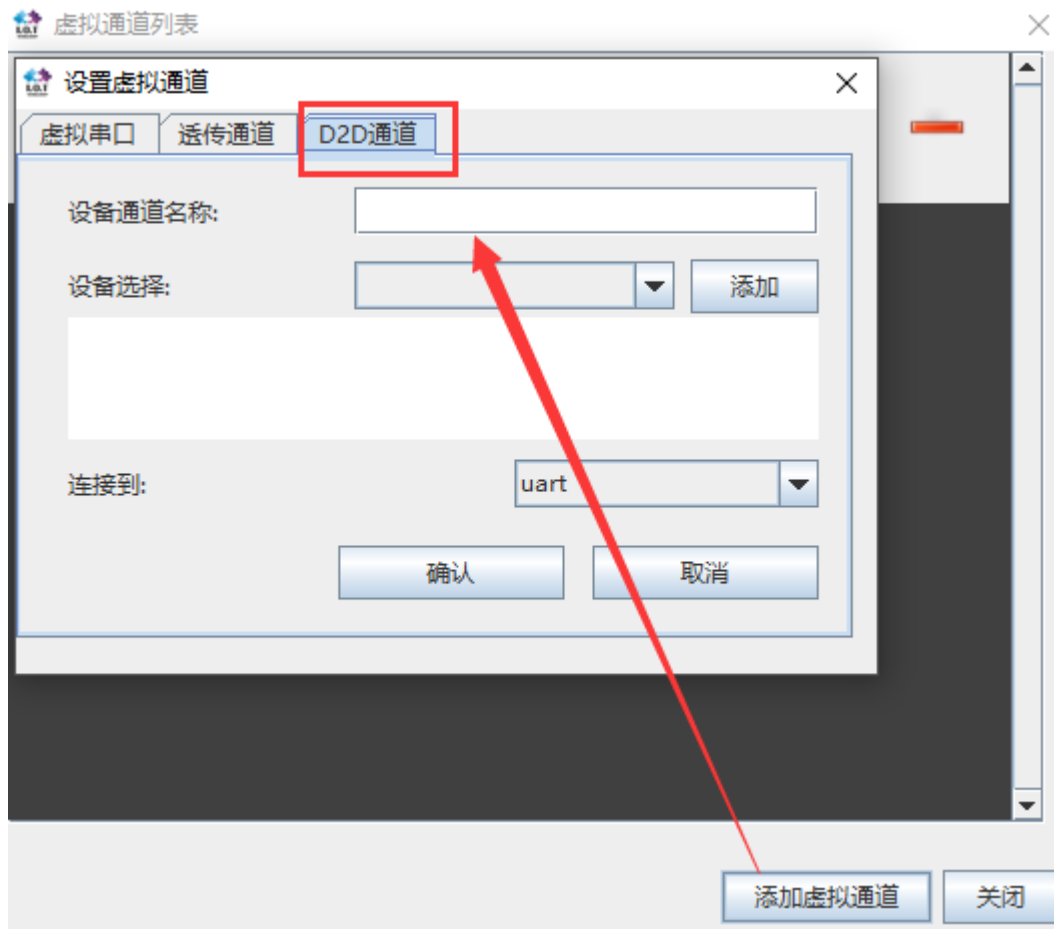 虚拟通道列表
设置虚拟通道
虚拟串口 透传通道 D2D通道
设备通道名称:
设备选择: 添加
连接到: uart
确认 取消
添加虚拟通道 关闭